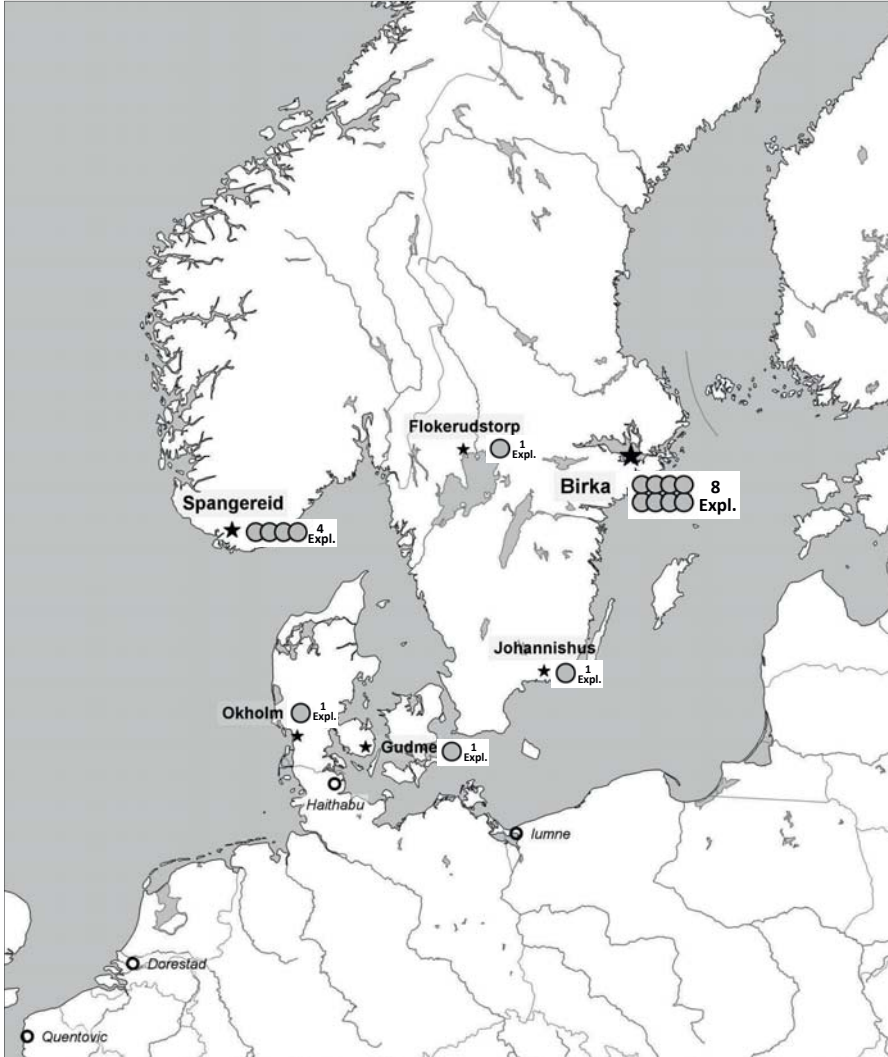 Flokerudstorp
1
Expl.
Birka
8
Expl.
Spangereid
4
Expl.
Johannishus
1
Expl.
Okholm
1
Expl.
Gudme
1
Expl.
Haithabu
Iumne
Dorestad
Quentovic